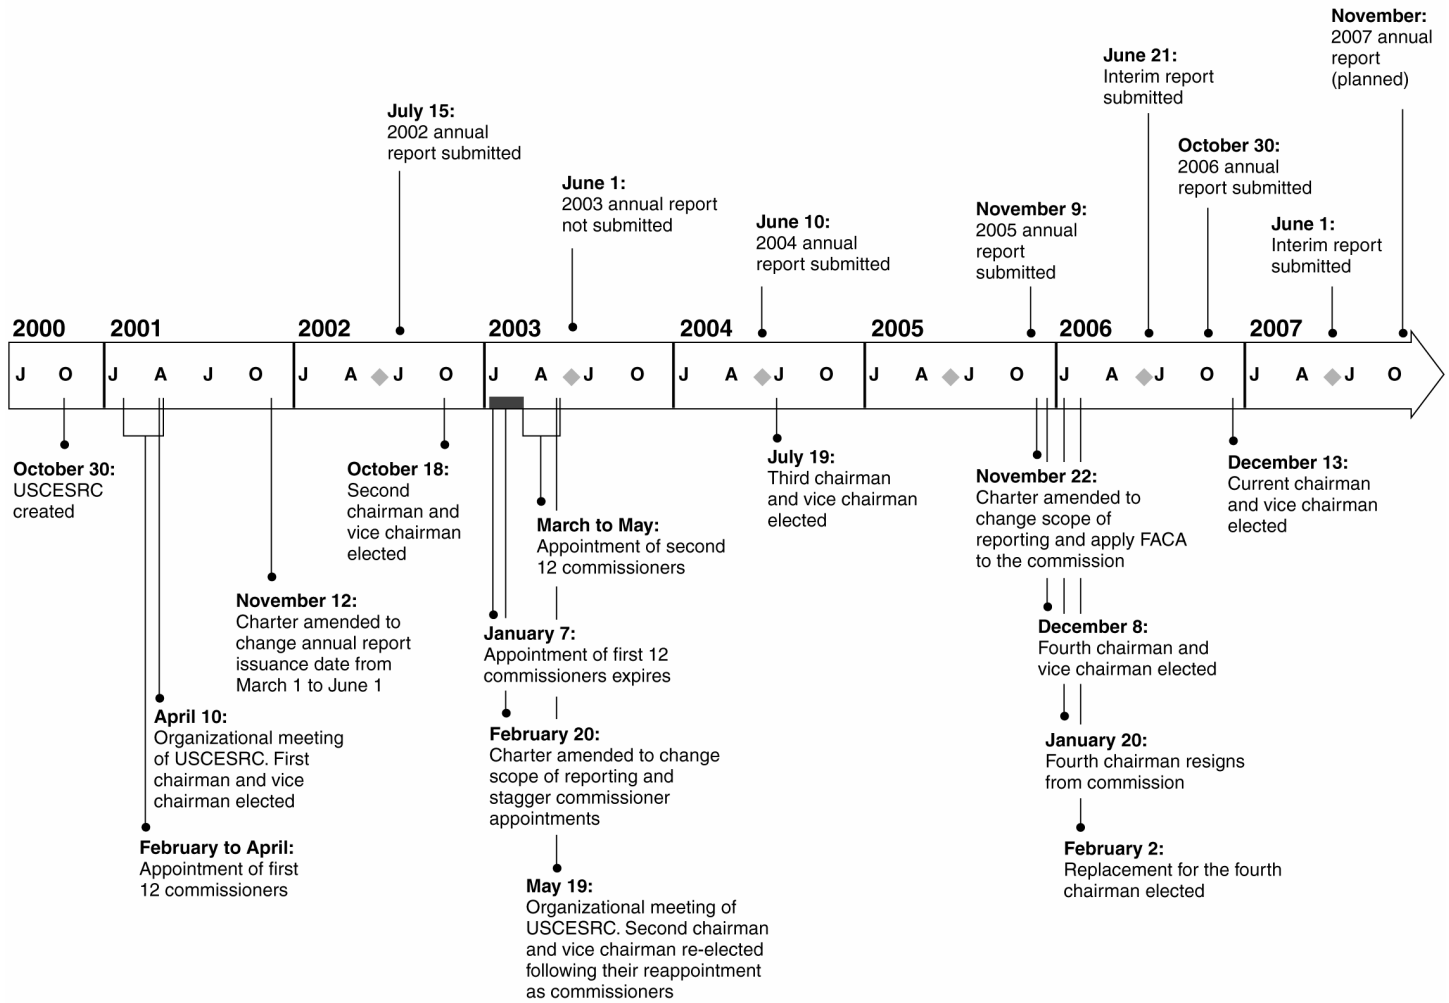 November:
2007 annual
report
(planned)
June 21:
Interim report
submitted
July 15:
2002 annual
report submitted
October 30:
2006 annual
report submitted
June 1:
2003 annual report
not submitted
November 9:
2005 annual
report
submitted
June 10:
2004 annual
report submitted
June 1:
Interim report
submitted
2000 2001 2002 2003 2004 2005 2006 2007
J O J A J O J A J O J A J O J A J O J A J O J A J O J A J O
October 30:
USCESRC
created
October 18:
Second
chairman and
vice chairman
elected
July 19:
Third chairman
and vice chairman
elected
November 22:
Charter amended to
change scope of
reporting and apply FACA
to the commission
December 13:
Current chairman
and vice chairman
elected
March to May:
Appointment of second
12 commissioners
November 12:
Charter amended to
change annual report
issuance date from
March 1 to June 1
January 7:
Appointment of first 12
commissioners expires
December 8:
Fourth chairman and
vice chairman elected
April 10:
Organizational meeting
of USCESRC. First
chairman and vice
chairman elected
February 20:
Charter amended to change
scope of reporting and
stagger commissioner
appointments
January 20:
Fourth chairman resigns
from commission
February to April:
Appointment of first
12 commissioners
February 2:
Replacement for the fourth
chairman elected
May 19:
Organizational meeting of
USCESRC. Second chairman
and vice chairman re-elected
following their reappointment
as commissioners